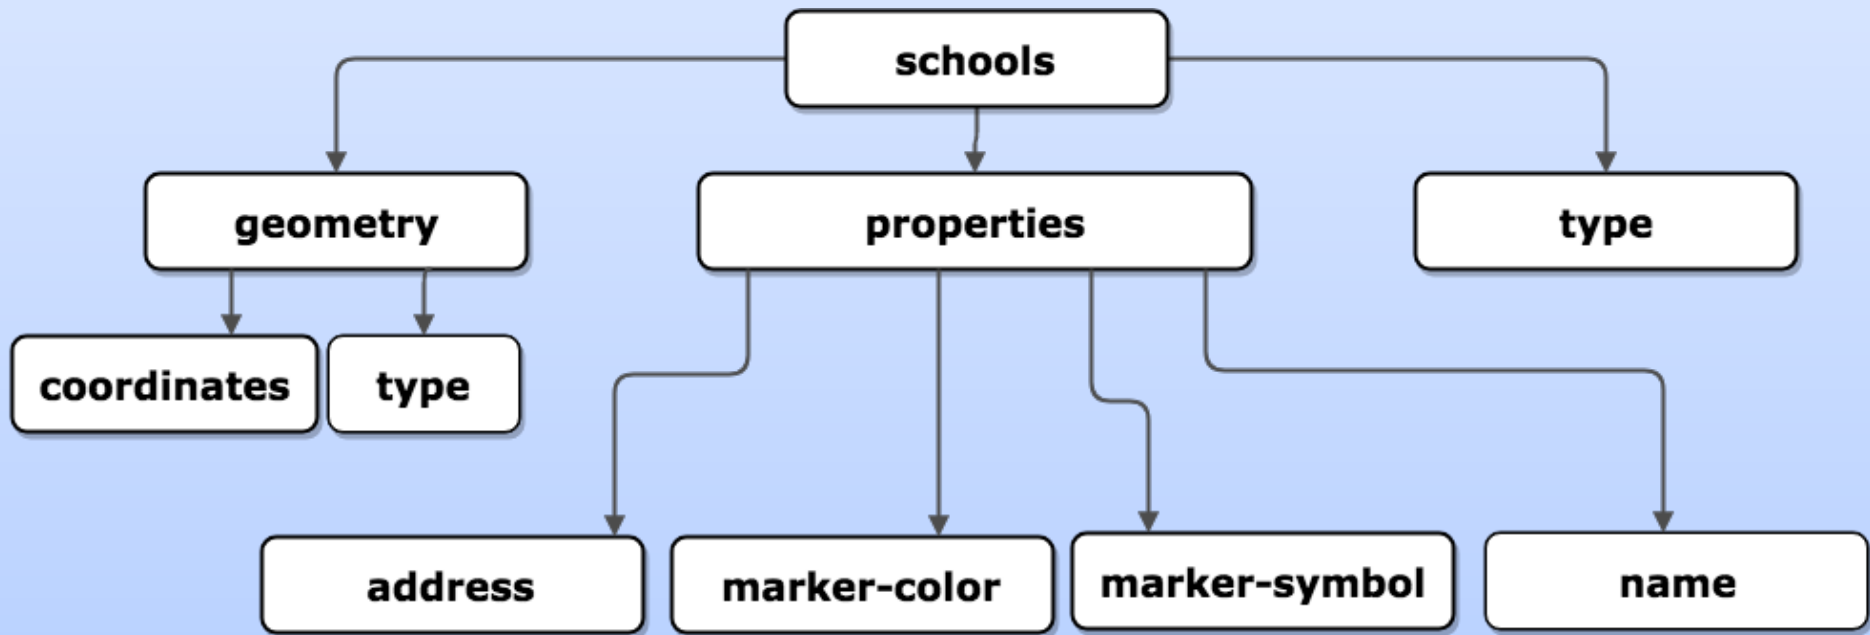 schools
geometry
properties
type
coordinates
type
address
marker-color
marker-symbol
name